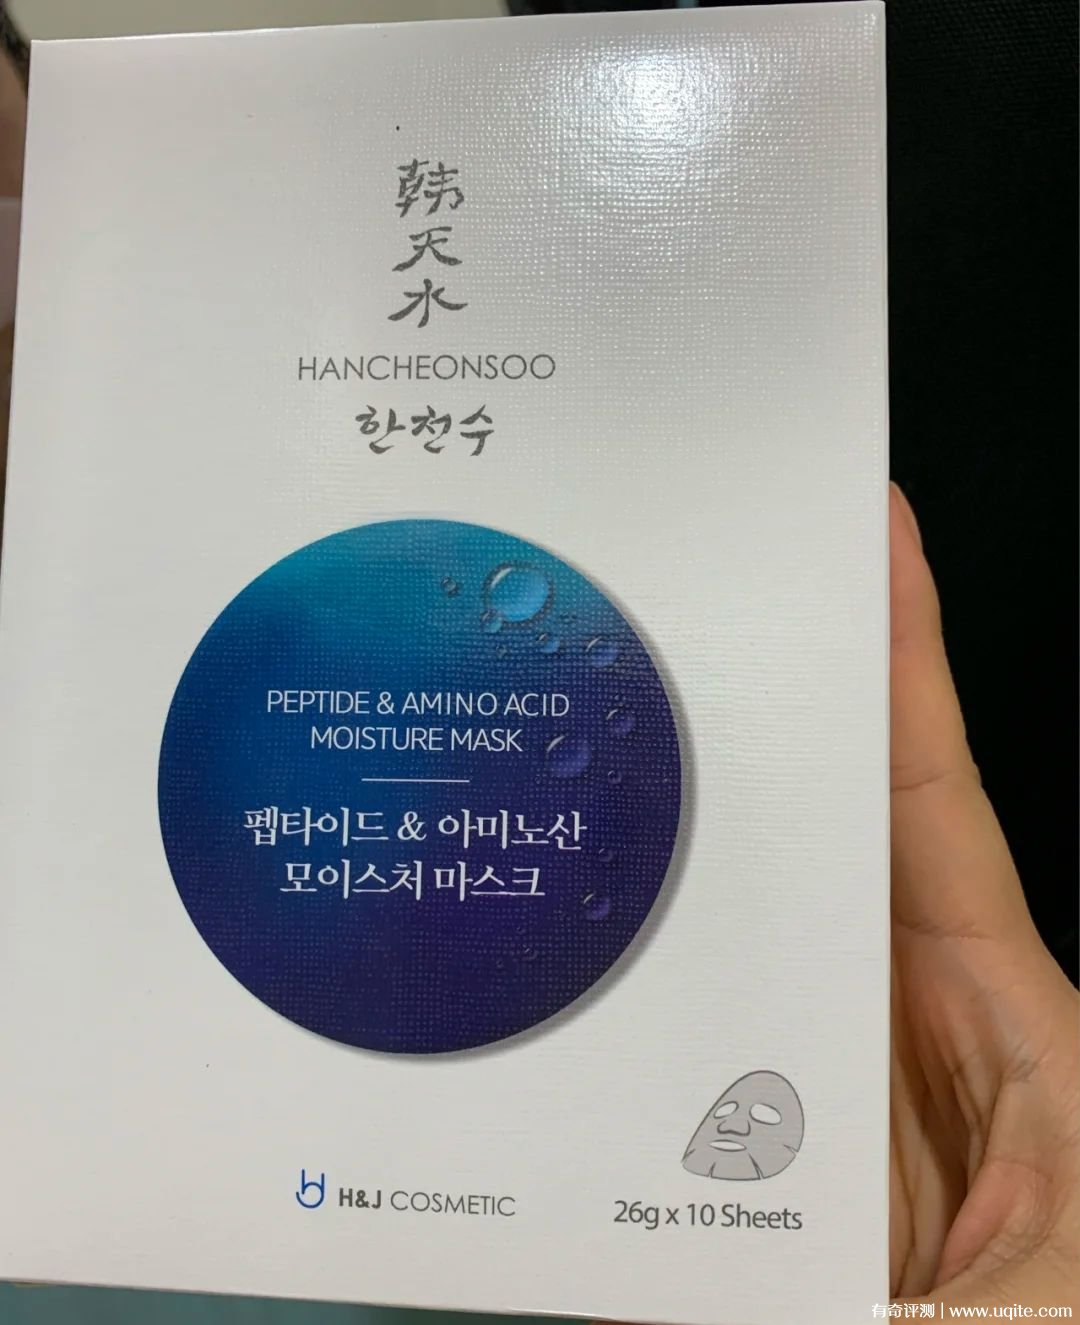 韩
天
水
HANCHEONSOO
한천수
PEPTIDE & AMINO ACID
MOISTURE MASK
펩타이드 & 아미노산
모이스처 마스크
H&J COSMETIC
26g x 10 Sheets
有奇评测 | www.uqite.com